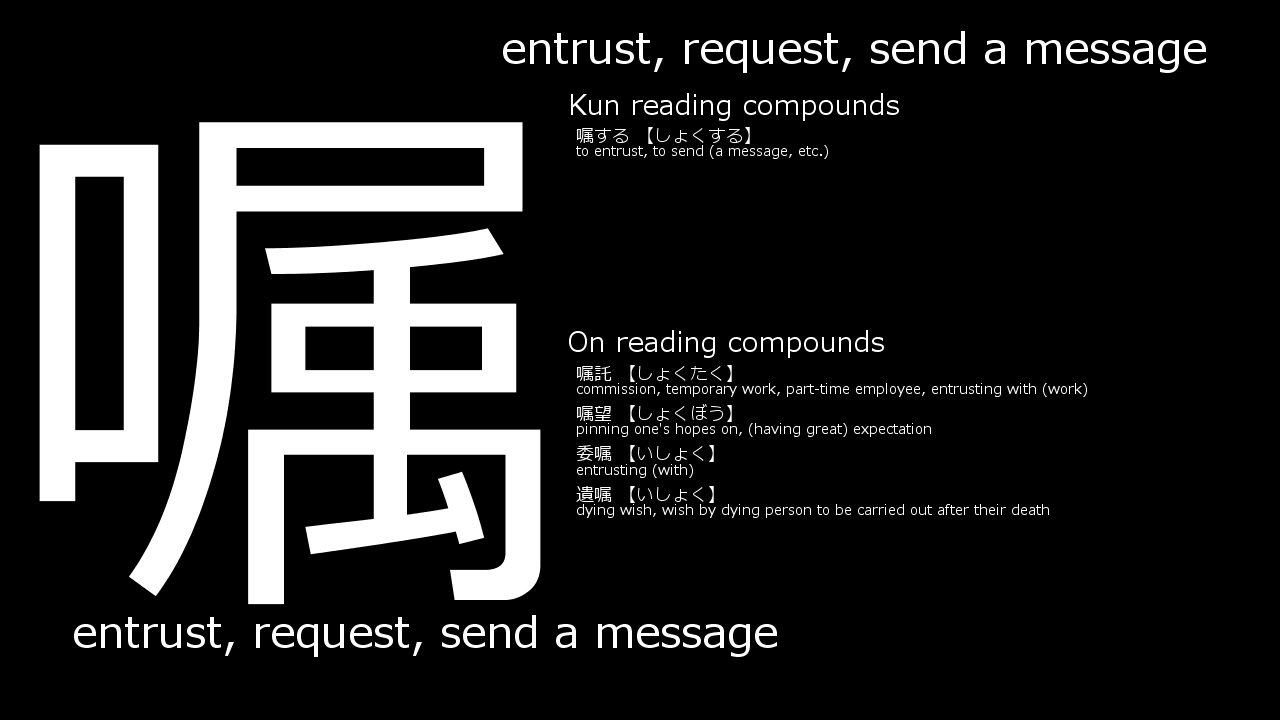 entrust, request, send a message
嘱
Kun reading compounds
嘱する 【しょくする】
to entrust, to send (a message, etc.)
On reading compounds
嘱託 【しょくたく】
commission, temporary work, part-time employee, entrusting with (work)
嘱望 【しょくぼう】
pinning one's hopes on, (having great) expectation
委嘱 【いしょく】
entrusting (with)
遺嘱 【いしょく】
dying wish, wish by dying person to be carried out after their death
entrust, request, send a message